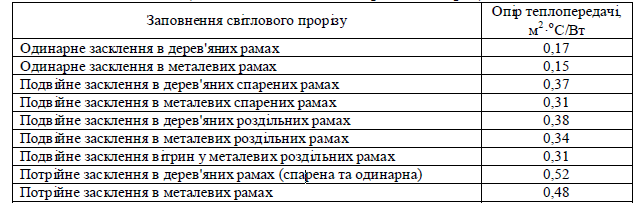 Заповнення світлового прорізу
Опір теплопередачі,
м²·°С/Вт
Одинарне засклення в дерев'яних рамах 0,17
Одинарне засклення в металевих рамах 0,15
Подвійне засклення в дерев'яних спарених рамах 0,37
Подвійне засклення в металевих спарених рамах 0,31
Подвійне засклення в дерев'яних роздільних рамах 0,38
Подвійне засклення в металевих роздільних рамах 0,34
Подвійне засклення вітрин у металевих роздільних рамах 0,31
Потрійне засклення в дерев'яних рамах (спарена та одинарна) 0,52
Потрійне засклення в металевих рамах 0,48